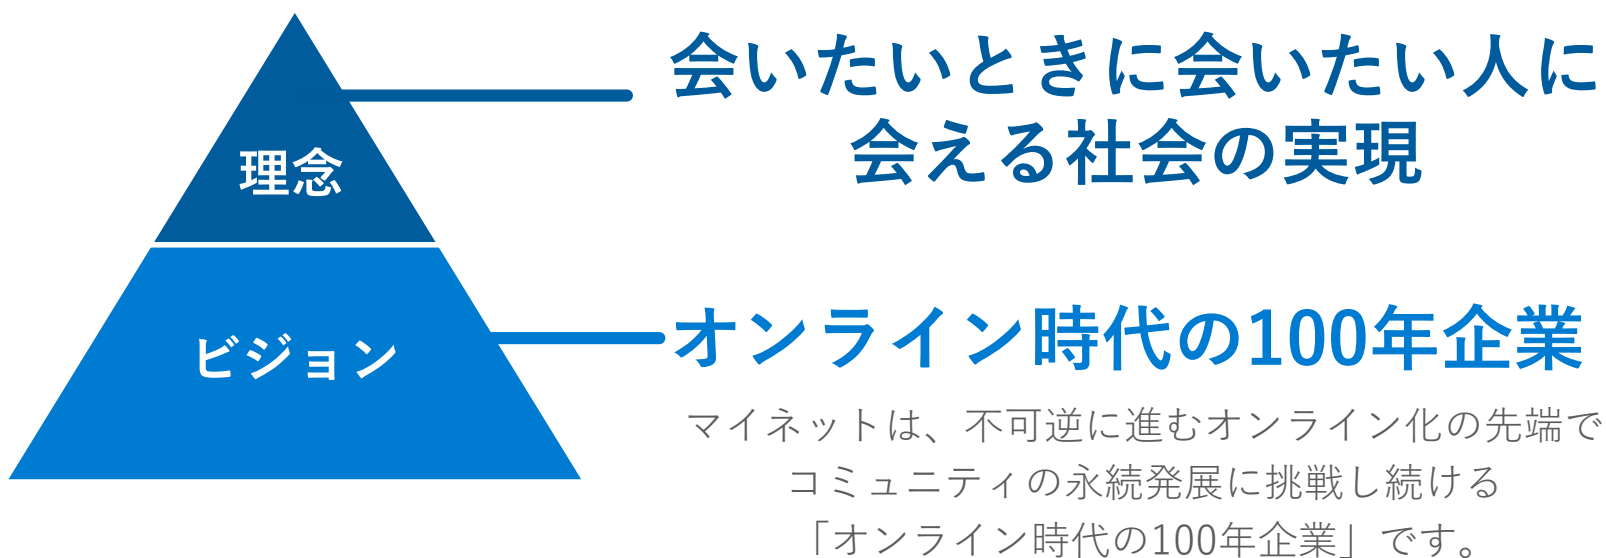 会いたいときに会いたい人に
会える社会の実現
理念
オンライン時代の100年企業
ビジョン
マイネットは、不可逆に進むオンライン化の先端で
コミュニティの永続発展に挑戦し続ける
「オンライン時代の100年企業」です。